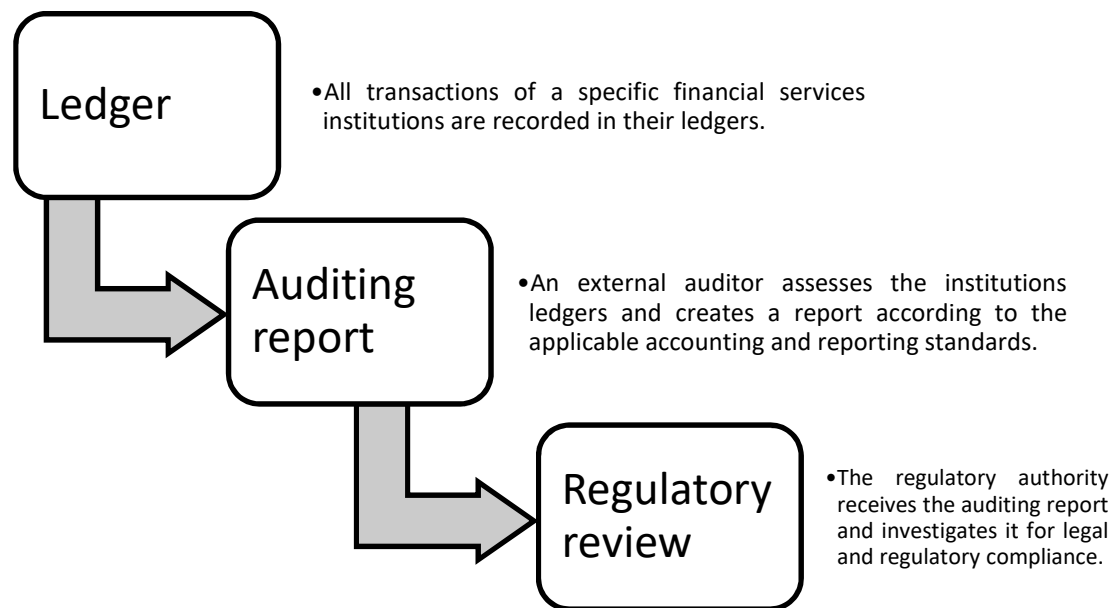 Ledger
•All transactions of a specific financial services
institutions are recorded in their ledgers.
Auditing
report
•An external auditor assesses the institutions
ledgers and creates a report according to the
applicable accounting and reporting standards.
Regulatory
review
•The regulatory authority
receives the auditing report
and investigates it for legal
and regulatory compliance.